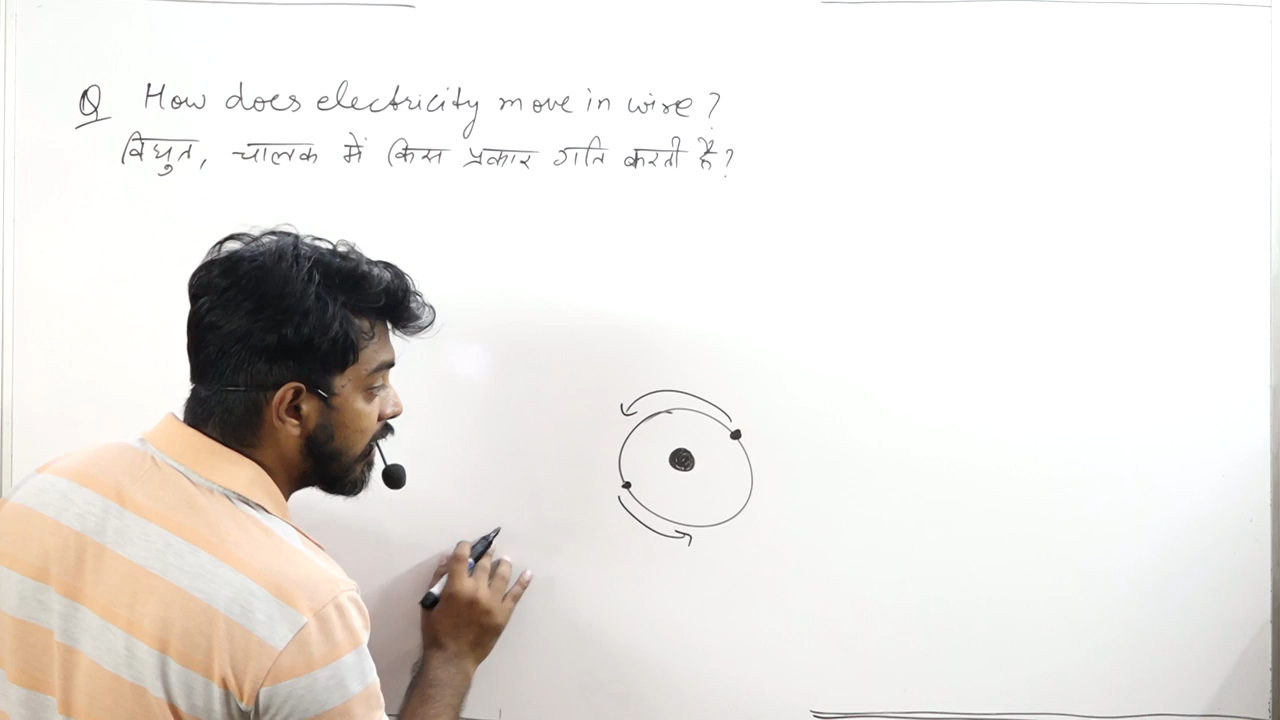 Q How does electricity move in wire?
विधुत, चालक में किस प्रकार गति करती है?